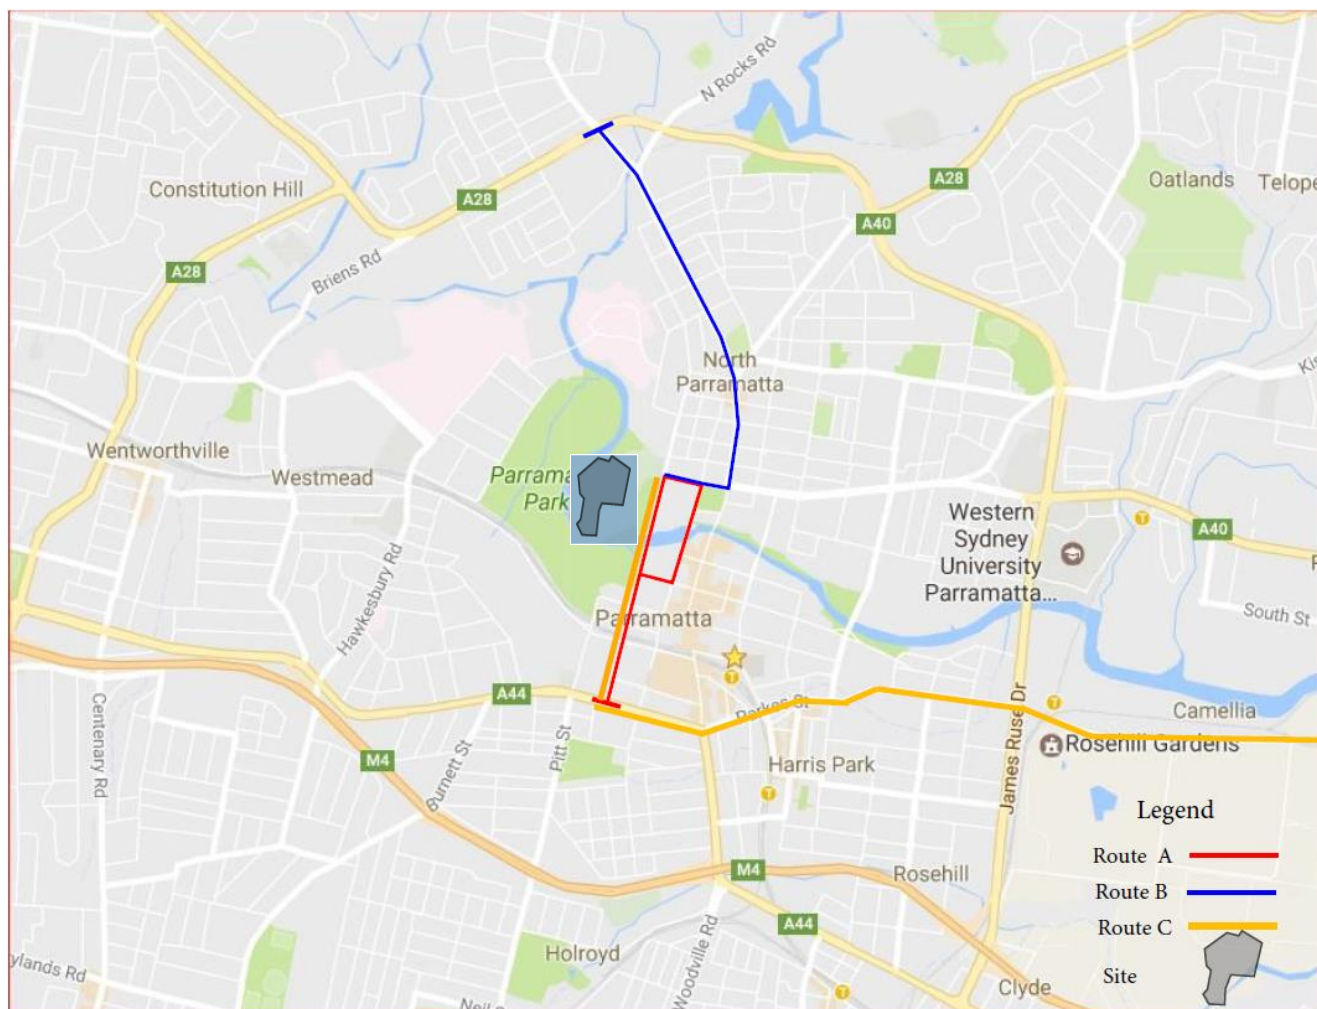 N Rocks Rd
Constitution Hill
A28
A28
Oatlands
Telope
A40
Briens Rd
A28
North
Parramatta
Kis
Wentworthville
Westmead
Parrama
Park
Western
Sydney
University
Parramatta...
T
A40
Hawkesbury Rd
South St
Parramatta
T
A44
Parkes St
James Ruse Dr
T
Camellia
Centenary Rd
Pitt St
Rosehill Gardens
M4
Burnett St
Harris Park
T
Legend
Route A
M4
Rosehill
Route B
A44
Route C
Holroyd
Woodville Rd
ylands Rd
Site
Clyde
T